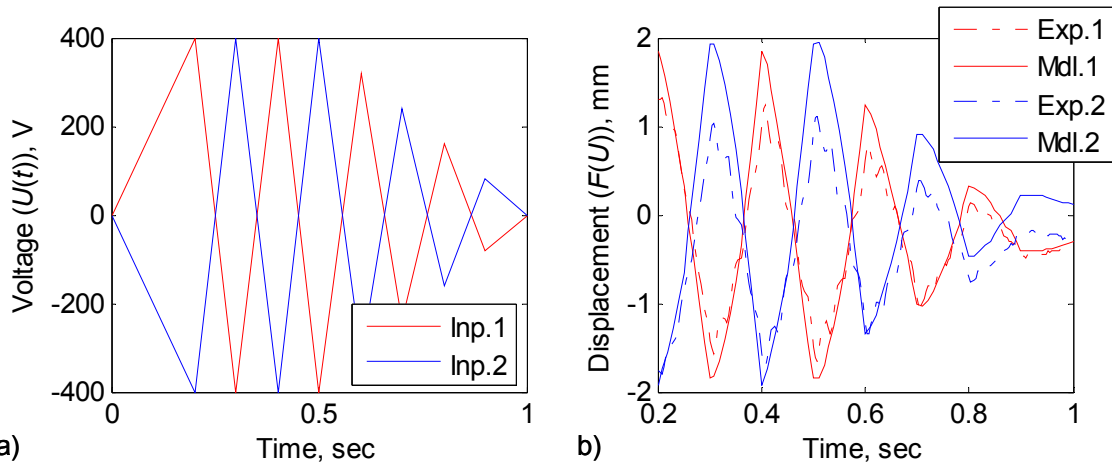 400
200
0
-200
-400
Voltage (U(t)), V
0
0.5
1
Time, sec
Inp.1
Inp.2
a)
2
1
0
-1
-2
Displacement (F(U)), mm
0.2
0.4
0.6
0.8
1
Time, sec
Exp.1
Mdl.1
Exp.2
Mdl.2
b)